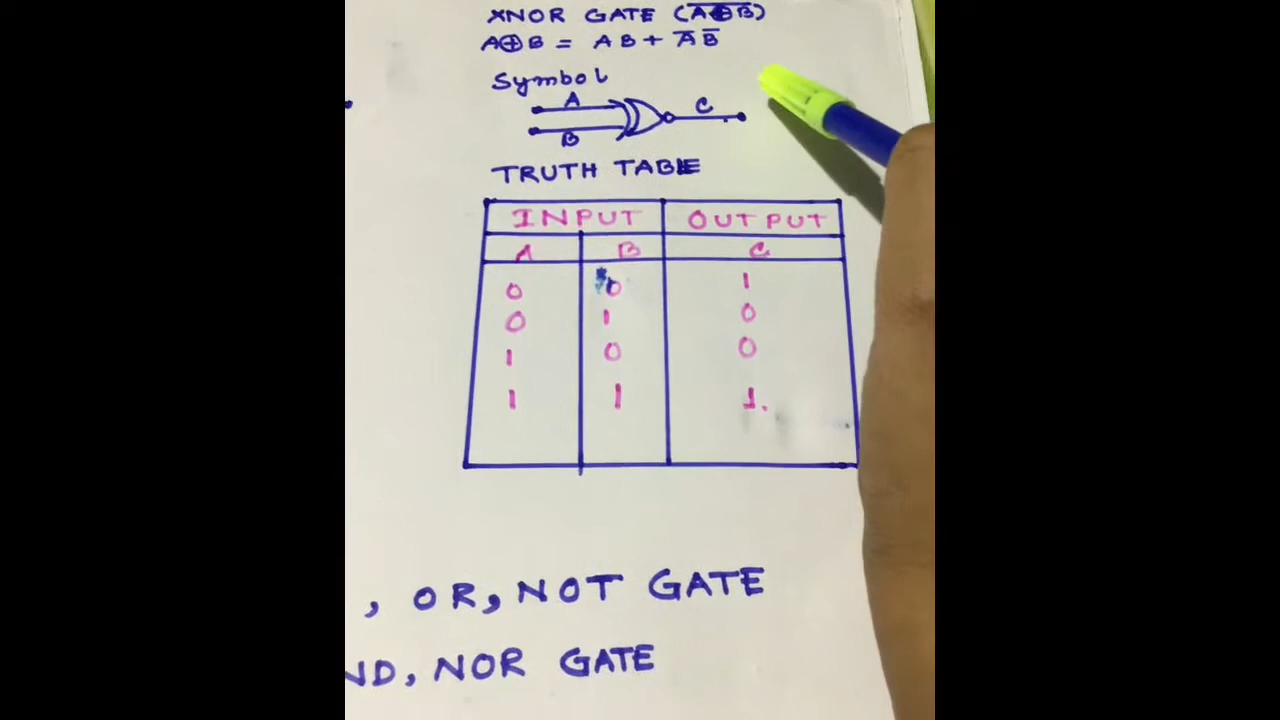 XNOR GATE (A̅⊕̅B̅)
A⊕B = AB + A̅ B̅
Symbol
A
C
B
TRUTH TABLE
INPUT OUTPUT
A B C
0 0 1
0 1 0
1 0 0
1 1 1.
, OR, NOT GATE
ND, NOR GATE